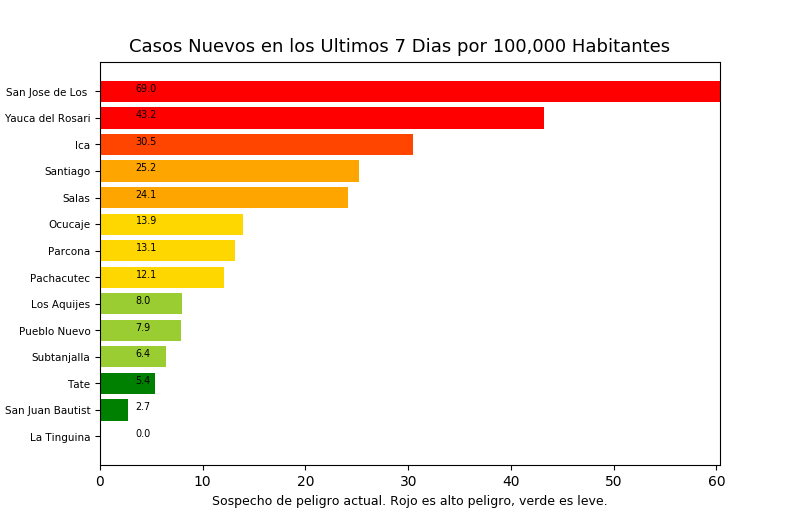 Casos Nuevos en los Ultimos 7 Dias por 100,000 Habitantes
San Jose de Los 69.0
Yauca del Rosari 43.2
Ica 30.5
Santiago 25.2
Salas 24.1
Ocucaje 13.9
Parcona 13.1
Pachacutec 12.1
Los Aquijes 8.0
Pueblo Nuevo 7.9
Subtanjalla 6.4
Tate 5.4
San Juan Bautist 2.7
La Tinguina 0.0
0 10 20 30 40 50 60
Sospecho de peligro actual. Rojo es alto peligro, verde es leve.